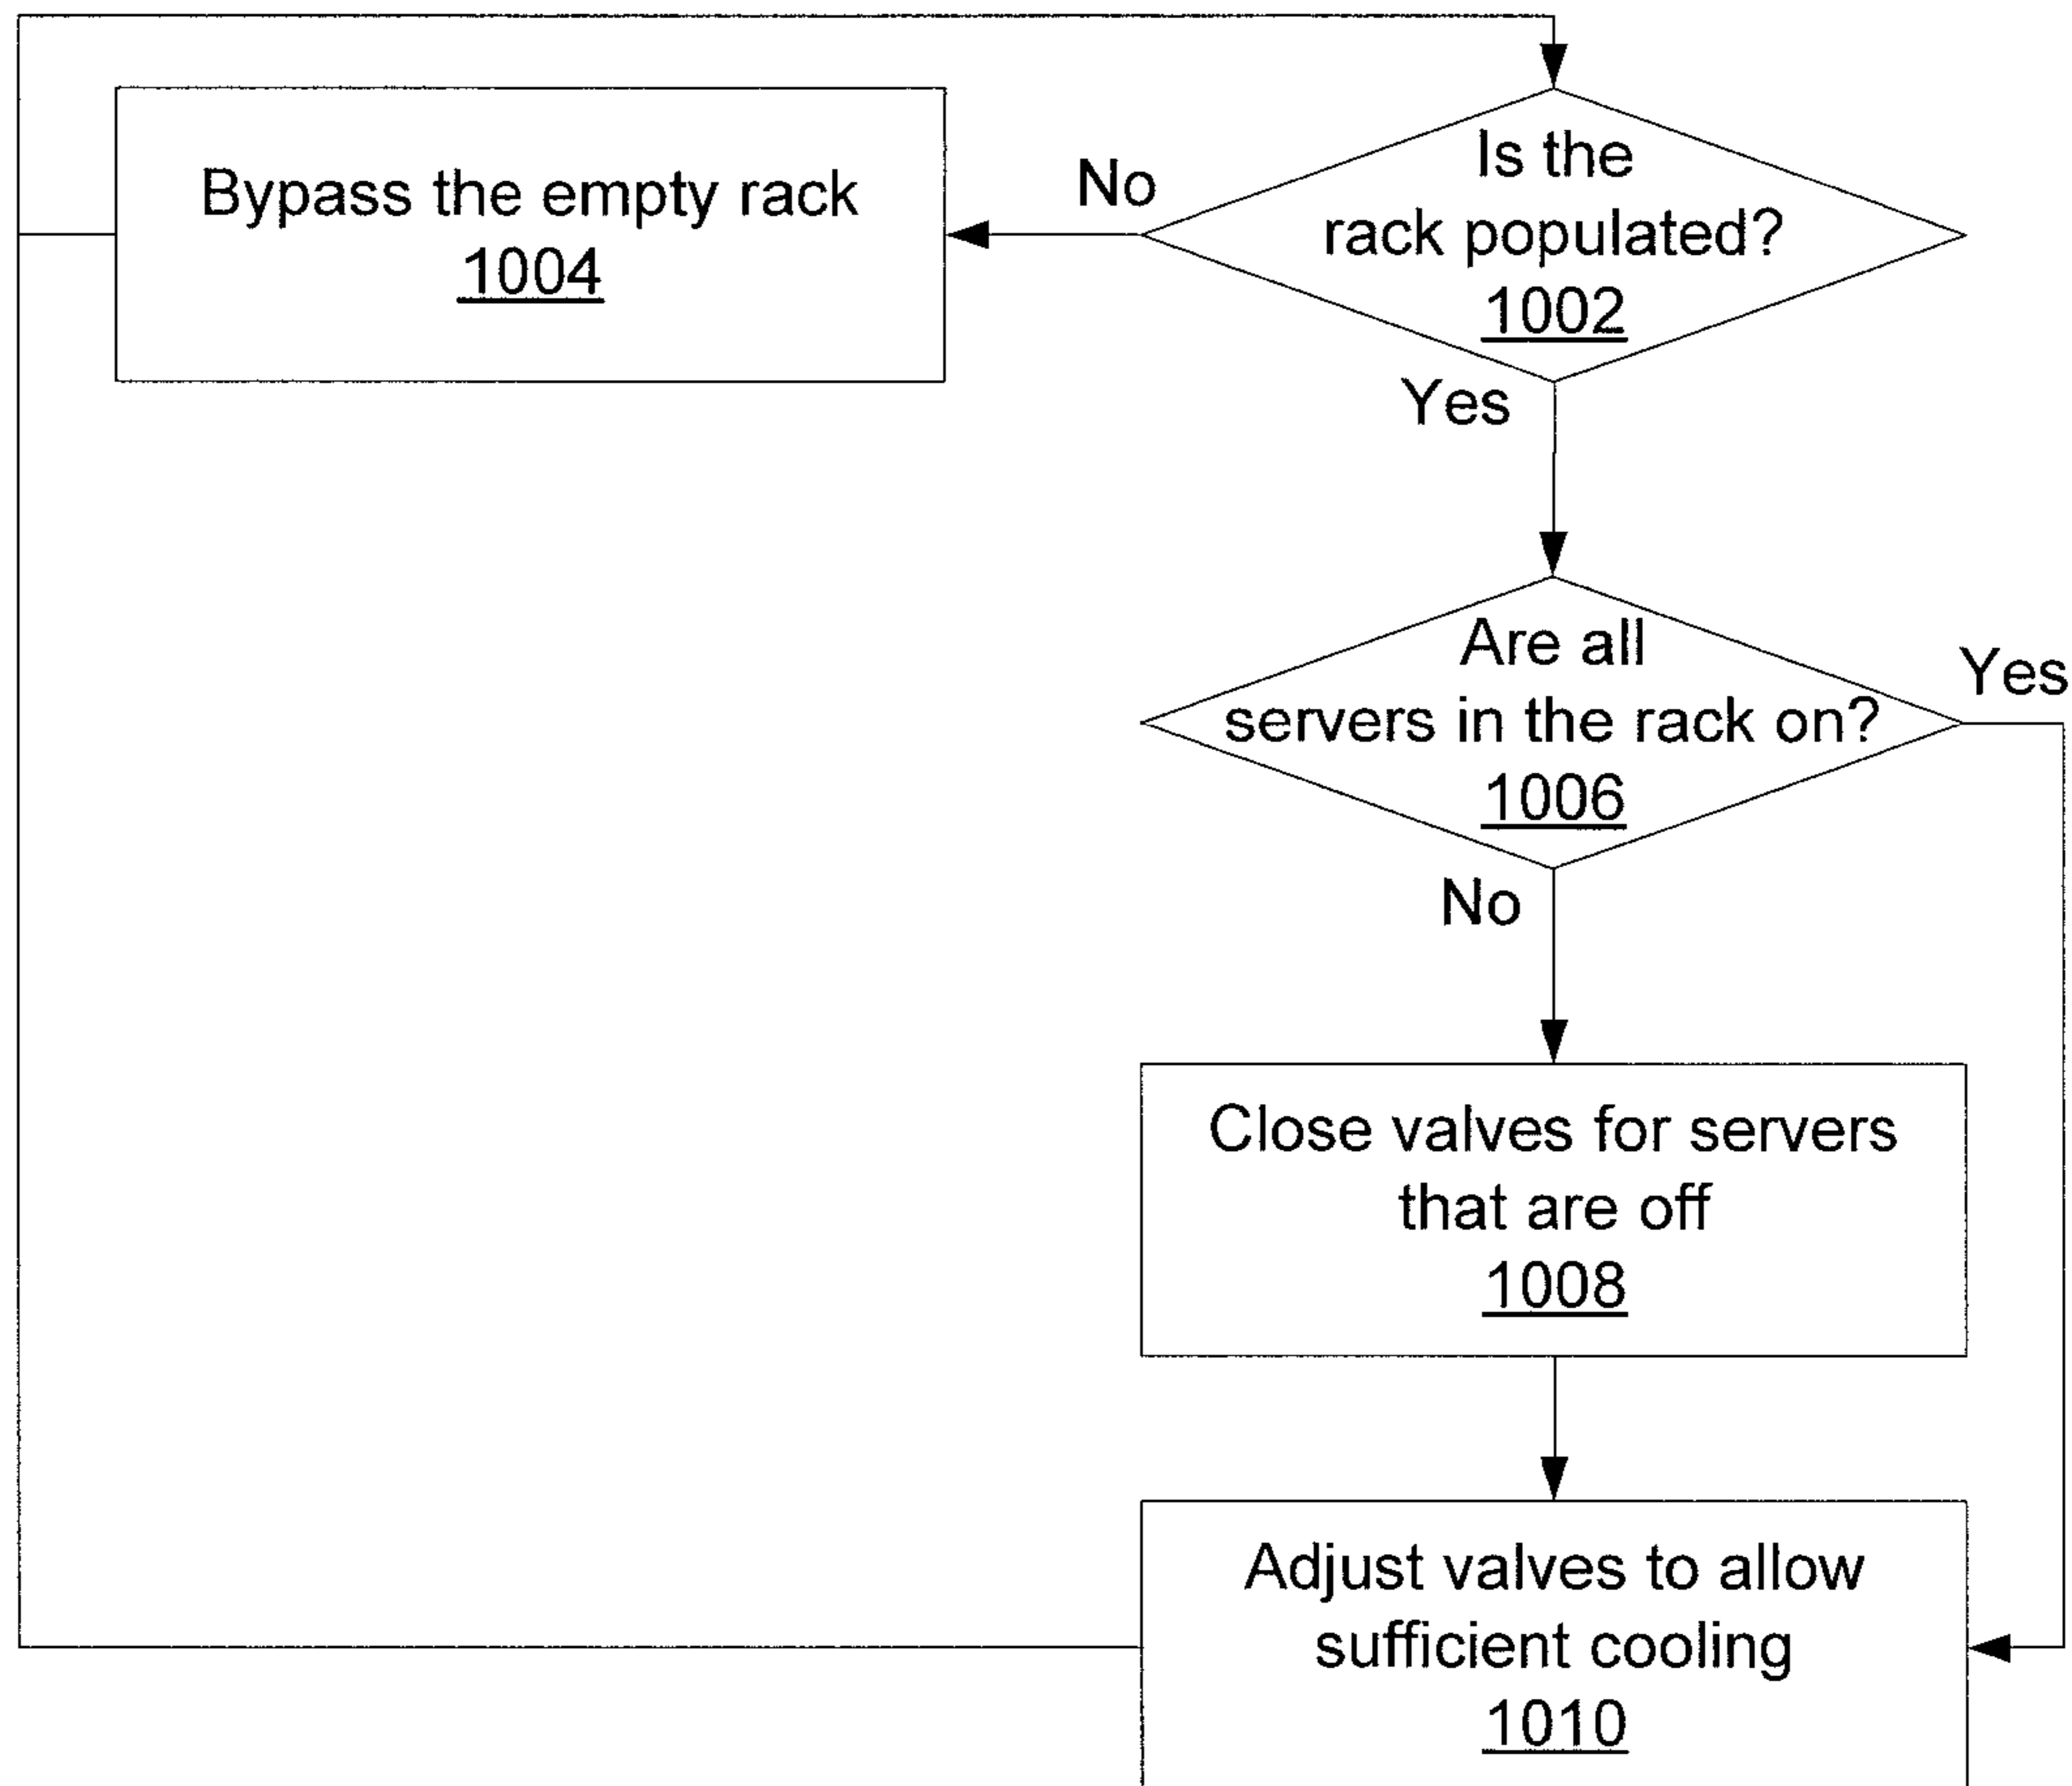 Is the
rack populated?
1002
No
Bypass the empty rack
1004
Yes
Are all
servers in the rack on?
1006
Yes
No
Close valves for servers
that are off
1008
Adjust valves to allow
sufficient cooling
1010